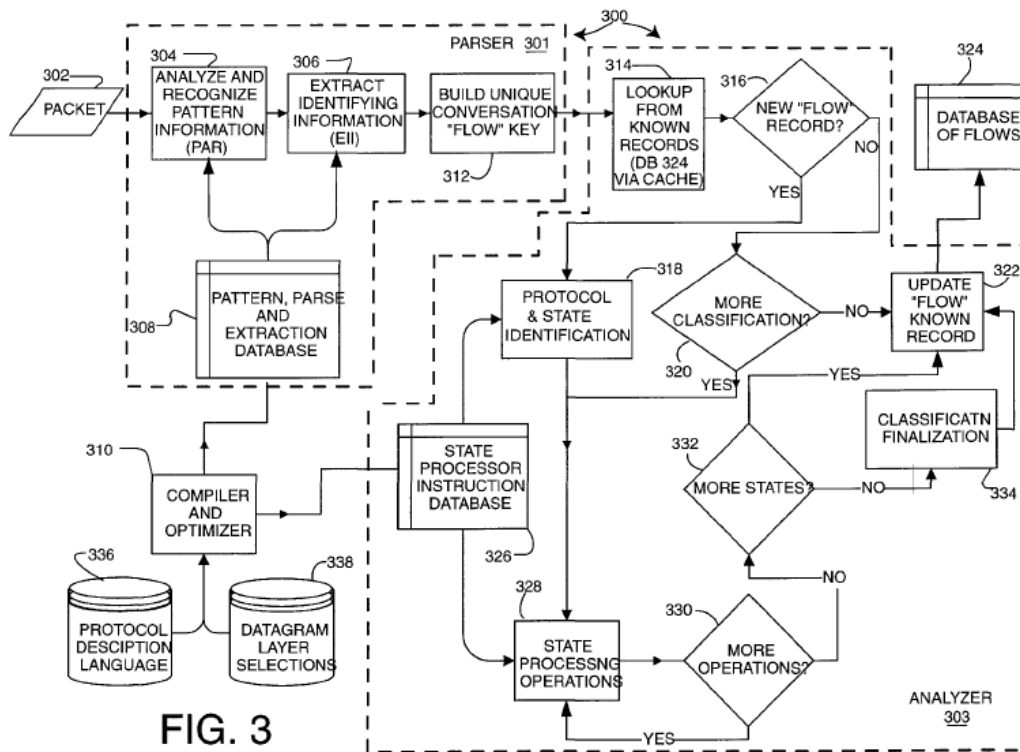 300
PARSER 301
302
PACKET
304
ANALYZE AND
RECOGNIZE
PATTERN
INFORMATION
(PAR)
306
EXTRACT
IDENTIFYING
INFORMATION
(EII)
BUILD UNIQUE
CONVERSATION
"FLOW" KEY
312
314
LOOKUP
FROM
KNOWN
RECORDS
(DB 324
VIA CACHE)
316
NEW "FLOW"
RECORD?
NO
YES
324
DATABASE
OF FLOWS
308
PATTERN, PARSE
AND
EXTRACTION
DATABASE
318
PROTOCOL
& STATE
IDENTIFICATION
MORE
CLASSIFICATION?
320
NO
YES
322
UPDATE
"FLOW"
KNOWN
RECORD
YES
CLASSIFICATN
FINALIZATION
334
310
COMPILER
AND
OPTIMIZER
STATE
PROCESSOR
INSTRUCTION
DATABASE
326
332
MORE STATES?
NO
NO
336
PROTOCOL
DESCIPTION
LANGUAGE
338
DATAGRAM
LAYER
SELECTIONS
328
STATE
PROCESSNG
OPERATIONS
330
MORE
OPERATIONS?
YES
ANALYZER
303
FIG. 3